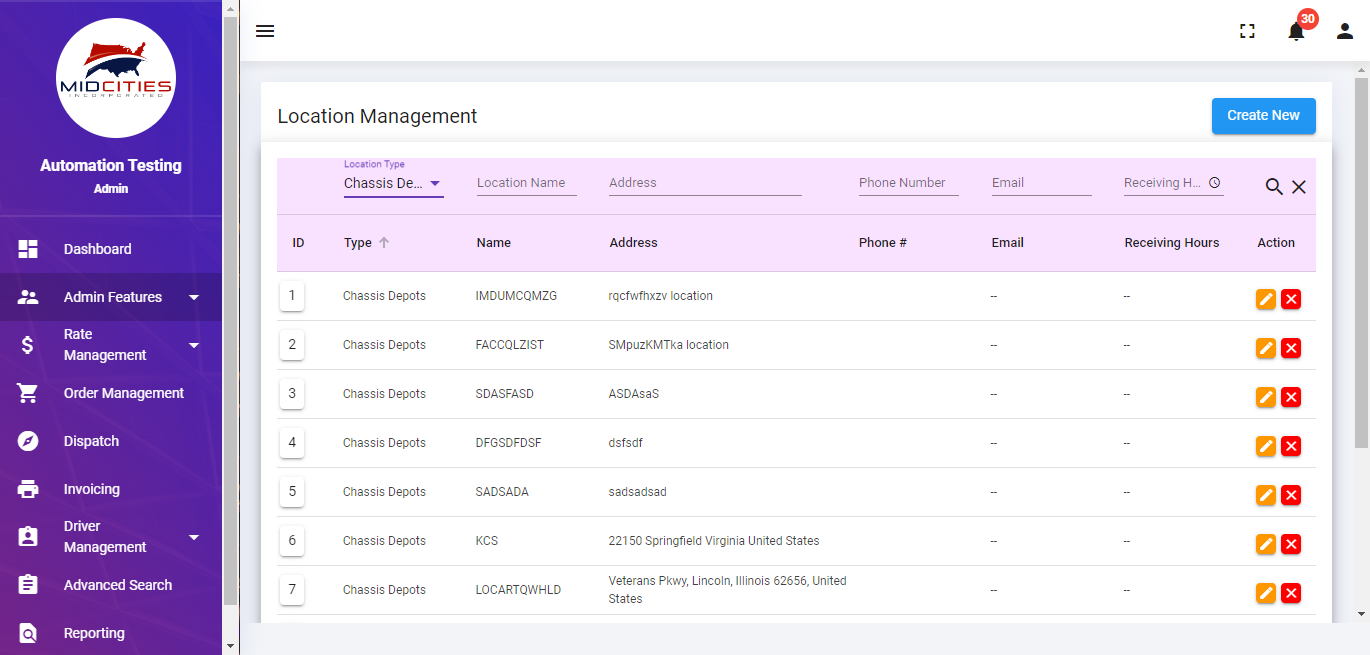 MIDCITIES
INCORPORATED
Automation Testing
Admin
Dashboard
Admin Features
Rate
Management
Order Management
Dispatch
Invoicing
Driver
Management
Advanced Search
Reporting
30
Location Management
Create New
Location Type
Chassis De...
Location Name
Address
Phone Number
Email
Receiving H...
ID Type Name Address Phone # Email Receiving Hours Action
1 Chassis Depots IMDUMCQMZG rqcfwfhxzv location -- --
2 Chassis Depots FACCQLZIST SMpuzKMTka location -- --
3 Chassis Depots SDASFASD ASDAsaS -- --
4 Chassis Depots DFGSDFDSF dsfsdf -- --
5 Chassis Depots SADSADA sadsadsad -- --
6 Chassis Depots KCS 22150 Springfield Virginia United States -- --
7 Chassis Depots LOCARTQWHLD Veterans Pkwy, Lincoln, Illinois 62656, United -- --
States